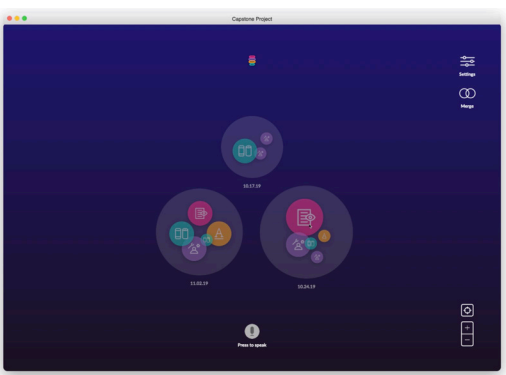 Capstone Project
Settings
Merge
10.17.19
11.02.19
10.24.19
Press to speak